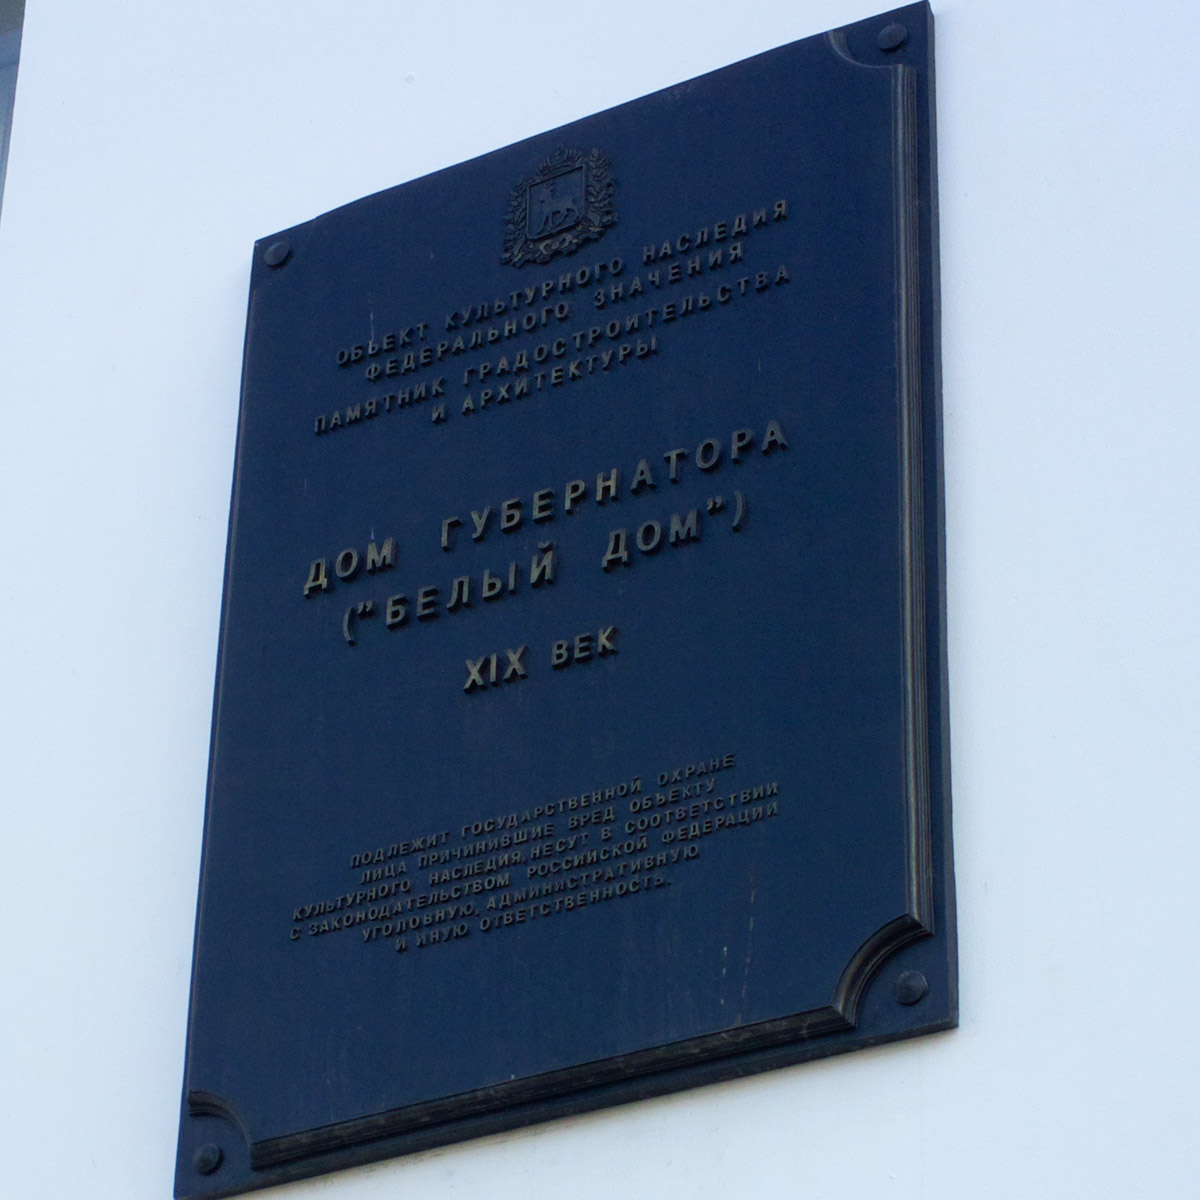 ОБЪЕКТ КУЛЬТУРНОГО НАСЛЕДИЯ
ФЕДЕРАЛЬНОГО ЗНАЧЕНИЯ
ПАМЯТНИК ГРАДОСТРОИТЕЛЬСТВА
И АРХИТЕКТУРЫ
ДОМ ГУБЕРНАТОРА
("БЕЛЫЙ ДОМ")
XIX ВЕК
ПОДЛЕЖИТ ГОСУДАРСТВЕННОЙ ОХРАНЕ
ЛИЦА ПРИЧИНИВШИЕ ВРЕД ОБЪЕКТУ
КУЛЬТУРНОГО НАСЛЕДИЯ, НЕСУТ В СООТВЕТСТВИИ
С ЗАКОНОДАТЕЛЬСТВОМ РОССИЙСКОЙ ФЕДЕРАЦИИ
УГОЛОВНУЮ, АДМИНИСТРАТИВНУЮ
И ИНУЮ ОТВЕТСТВЕННОСТЬ.